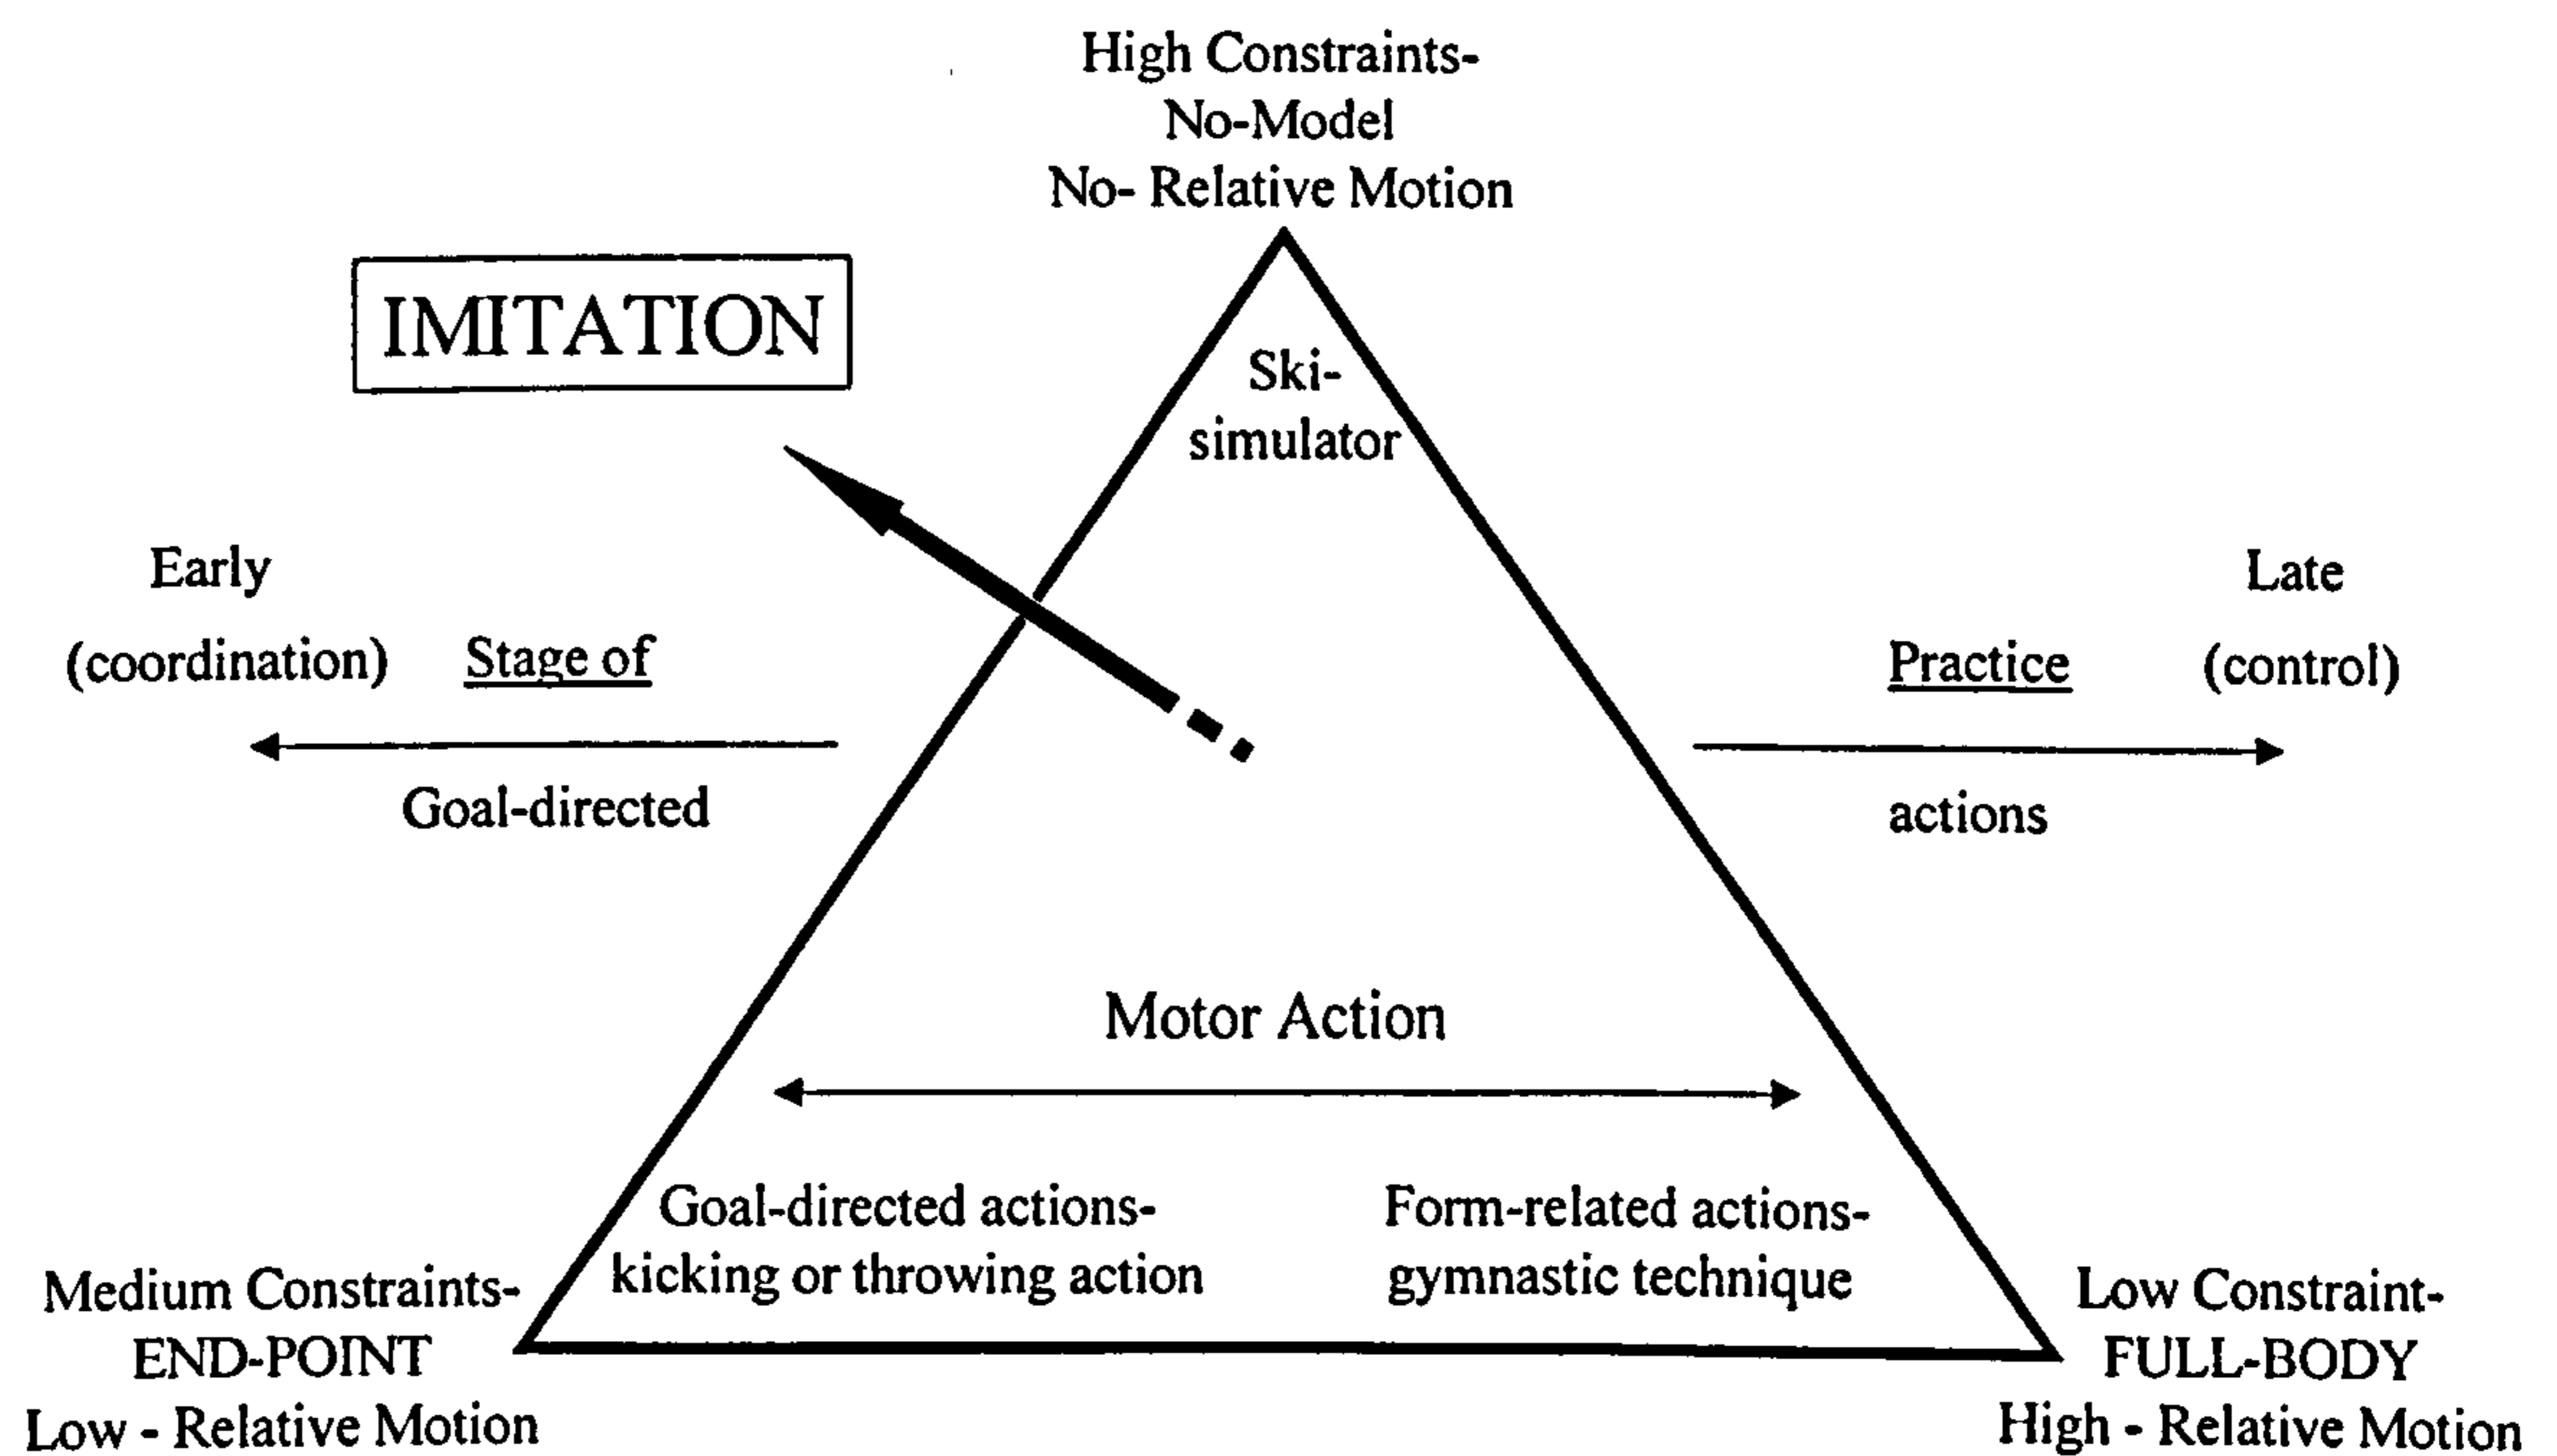 High Constraints-
No-Model
No- Relative Motion
IMITATION
Ski-
simulator
Early
(coordination)
Stage of
Goal-directed
Late
(control)
Practice
actions
Motor Action
Goal-directed actions-
kicking or throwing action
Form-related actions-
gymnastic technique
Medium Constraints-
END-POINT
Low - Relative Motion
Low Constraint-
FULL-BODY
High - Relative Motion